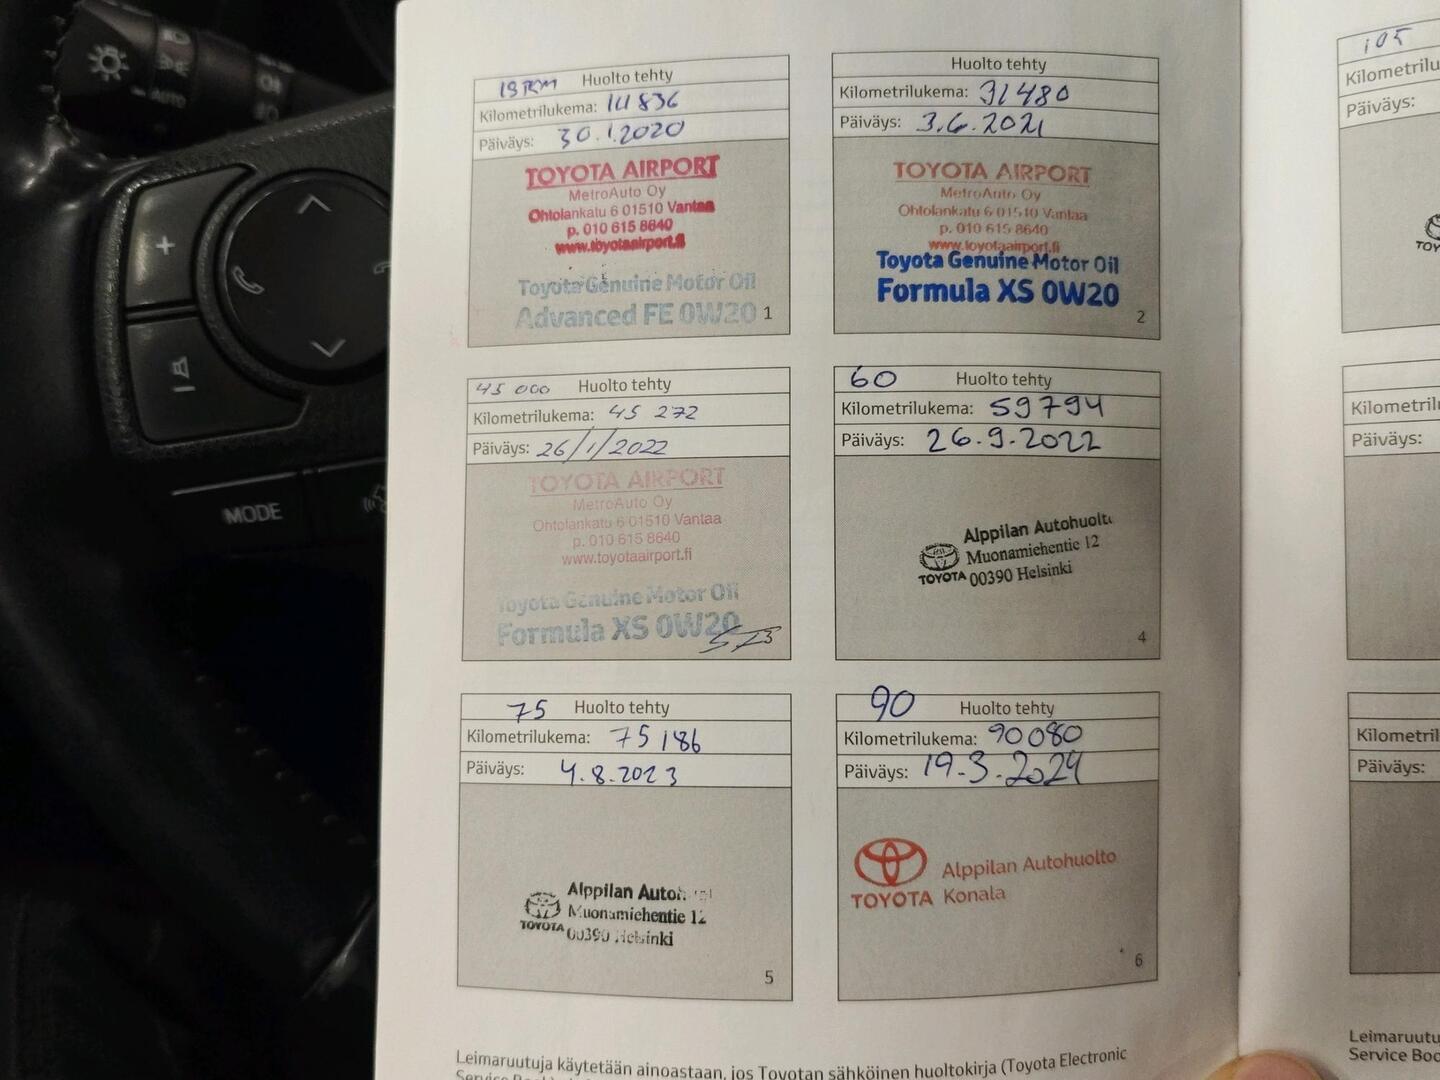 AUTO
MODE
15 tkm Huolto tehty
Kilometrilukema: 14 836
Päiväys: 30.1.2020
TOYOTA AIRPORT
MetroAuto Oy
Ohtolankatu 6 01510 Vantaa
p. 010 615 8640
www.toyotaairport.fi
Toyota Genuine Motor Oil
Advanced FE 0W20
1
Huolto tehty
Kilometrilukema: 31480
Päiväys: 3.6.2021
TOYOTA AIRPORT
MetroAuto Oy
Ohtolankatu 6 01510 Vantaa
p. 010 615 8640
www.toyotaairport.fi
Toyota Genuine Motor Oil
Formula XS 0W20
2
45 000 Huolto tehty
Kilometrilukema: 45 272
Päiväys: 26/1/2022
TOYOTA AIRPORT
MetroAuto Oy
Ohtolankatu 6 01510 Vantaa
p. 010 615 8640
www.toyotaairport.fi
Toyota Genuine Motor Oil
Formula XS 0W20
3
60 Huolto tehty
Kilometrilukema: 59794
Päiväys: 26.9.2022
Alppilan Autohuolto
Muonamiehentie 12
TOYOTA 00390 Helsinki
4
75 Huolto tehty
Kilometrilukema: 75 186
Päiväys: 4.8.2023
Alppilan
Muonamiehentie 12
TOYOTA 00390 Helsinki
5
90 Huolto tehty
Kilometrilukema: 90080
Päiväys: 19.3.2024
Alppilan Autohuolto
TOYOTA Konala
6
Leimaruutuja käytetään ainoastaan, jos Toyotan sähköinen huoltokirja (Toyota Electronic
105
Kilometrilu
Päiväys:
Kilometril
Päiväys:
Kilometril
Päiväys:
Leimaruutu
Service Boo